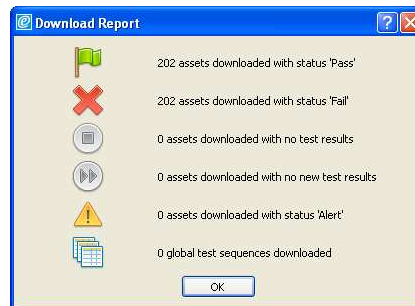 Download Report
202 assets downloaded with status 'Pass'
202 assets downloaded with status 'Fail'
0 assets downloaded with no test results
0 assets downloaded with no new test results
0 assets downloaded with status 'Alert'
0 global test sequences downloaded
OK